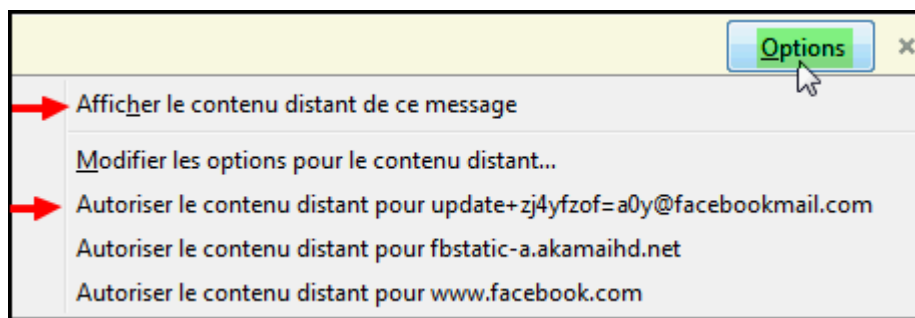 Options
Afficher le contenu distant de ce message
Modifier les options pour le contenu distant...
Autoriser le contenu distant pour update+zj4yfzof=a0y@facebookmail.com
Autoriser le contenu distant pour fbstatic-a.akamaihd.net
Autoriser le contenu distant pour www.facebook.com